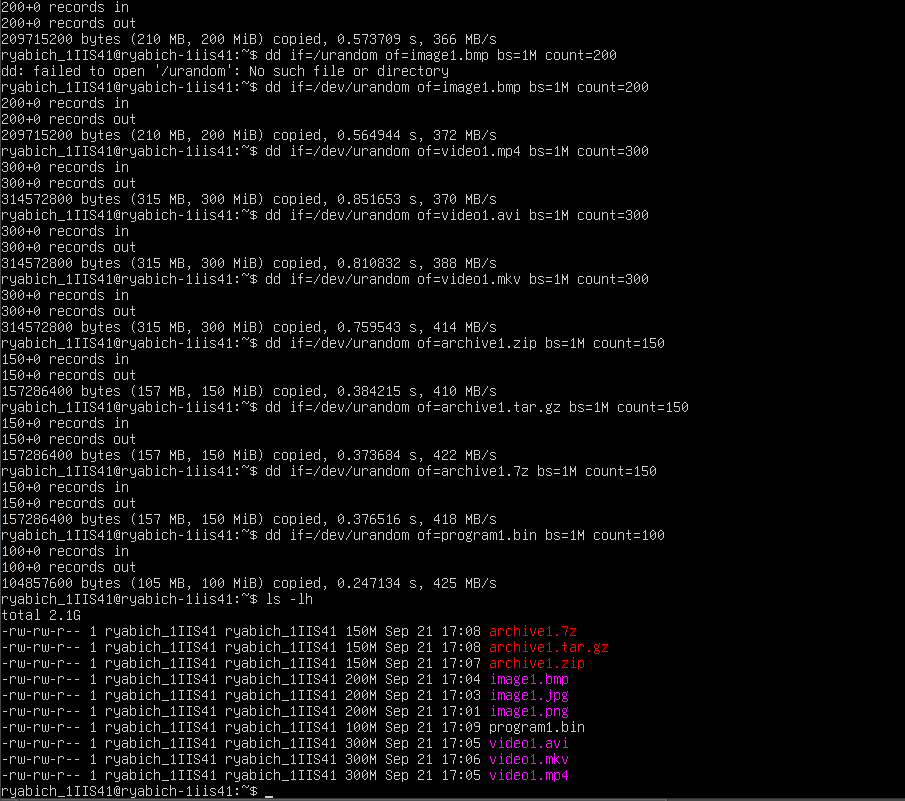 200+0 records in
200+0 records out
209715200 bytes (210 MB, 200 MiB) copied, 0.573709 s, 366 MB/s
ryabich_1IIS41@ryabich-1iis41:~$ dd if=/urandom of=image1.bmp bs=1M count=200
dd: failed to open '/urandom': No such file or directory
ryabich_1IIS41@ryabich-1iis41:~$ dd if=/dev/urandom of=image1.bmp bs=1M count=200
200+0 records in
200+0 records out
209715200 bytes (210 MB, 200 MiB) copied, 0.564944 s, 372 MB/s
ryabich_1IIS41@ryabich-1iis41:~$ dd if=/dev/urandom of=video1.mp4 bs=1M count=300
300+0 records in
300+0 records out
314572800 bytes (315 MB, 300 MiB) copied, 0.851653 s, 370 MB/s
ryabich_1IIS41@ryabich-1iis41:~$ dd if=/dev/urandom of=video1.avi bs=1M count=300
300+0 records in
300+0 records out
314572800 bytes (315 MB, 300 MiB) copied, 0.810832 s, 388 MB/s
ryabich_1IIS41@ryabich-1iis41:~$ dd if=/dev/urandom of=video1.mkv bs=1M count=300
300+0 records in
300+0 records out
314572800 bytes (315 MB, 300 MiB) copied, 0.759543 s, 414 MB/s
ryabich_1IIS41@ryabich-1iis41:~$ dd if=/dev/urandom of=archive1.zip bs=1M count=150
150+0 records in
150+0 records out
157286400 bytes (157 MB, 150 MiB) copied, 0.384215 s, 410 MB/s
ryabich_1IIS41@ryabich-1iis41:~$ dd if=/dev/urandom of=archive1.tar.gz bs=1M count=150
150+0 records in
150+0 records out
157286400 bytes (157 MB, 150 MiB) copied, 0.373684 s, 422 MB/s
ryabich_1IIS41@ryabich-1iis41:~$ dd if=/dev/urandom of=archive1.7z bs=1M count=150
150+0 records in
150+0 records out
157286400 bytes (157 MB, 150 MiB) copied, 0.376516 s, 418 MB/s
ryabich_1IIS41@ryabich-1iis41:~$ dd if=/dev/urandom of=program1.bin bs=1M count=100
100+0 records in
100+0 records out
104857600 bytes (105 MB, 100 MiB) copied, 0.247134 s, 425 MB/s
ryabich_1IIS41@ryabich-1iis41:~$ ls -lh
total 2.1G
-rw-rw-r-- 1 ryabich_1IIS41 ryabich_1IIS41 150M Sep 21 17:08 archive1.7z
-rw-rw-r-- 1 ryabich_1IIS41 ryabich_1IIS41 150M Sep 21 17:08 archive1.tar.gz
-rw-rw-r-- 1 ryabich_1IIS41 ryabich_1IIS41 150M Sep 21 17:07 archive1.zip
-rw-rw-r-- 1 ryabich_1IIS41 ryabich_1IIS41 200M Sep 21 17:04 image1.bmp
-rw-rw-r-- 1 ryabich_1IIS41 ryabich_1IIS41 200M Sep 21 17:03 image1.jpg
-rw-rw-r-- 1 ryabich_1IIS41 ryabich_1IIS41 200M Sep 21 17:01 image1.png
-rw-rw-r-- 1 ryabich_1IIS41 ryabich_1IIS41 100M Sep 21 17:09 program1.bin
-rw-rw-r-- 1 ryabich_1IIS41 ryabich_1IIS41 300M Sep 21 17:05 video1.avi
-rw-rw-r-- 1 ryabich_1IIS41 ryabich_1IIS41 300M Sep 21 17:06 video1.mkv
-rw-rw-r-- 1 ryabich_1IIS41 ryabich_1IIS41 300M Sep 21 17:05 video1.mp4
ryabich_1IIS41@ryabich-1iis41:~$ _